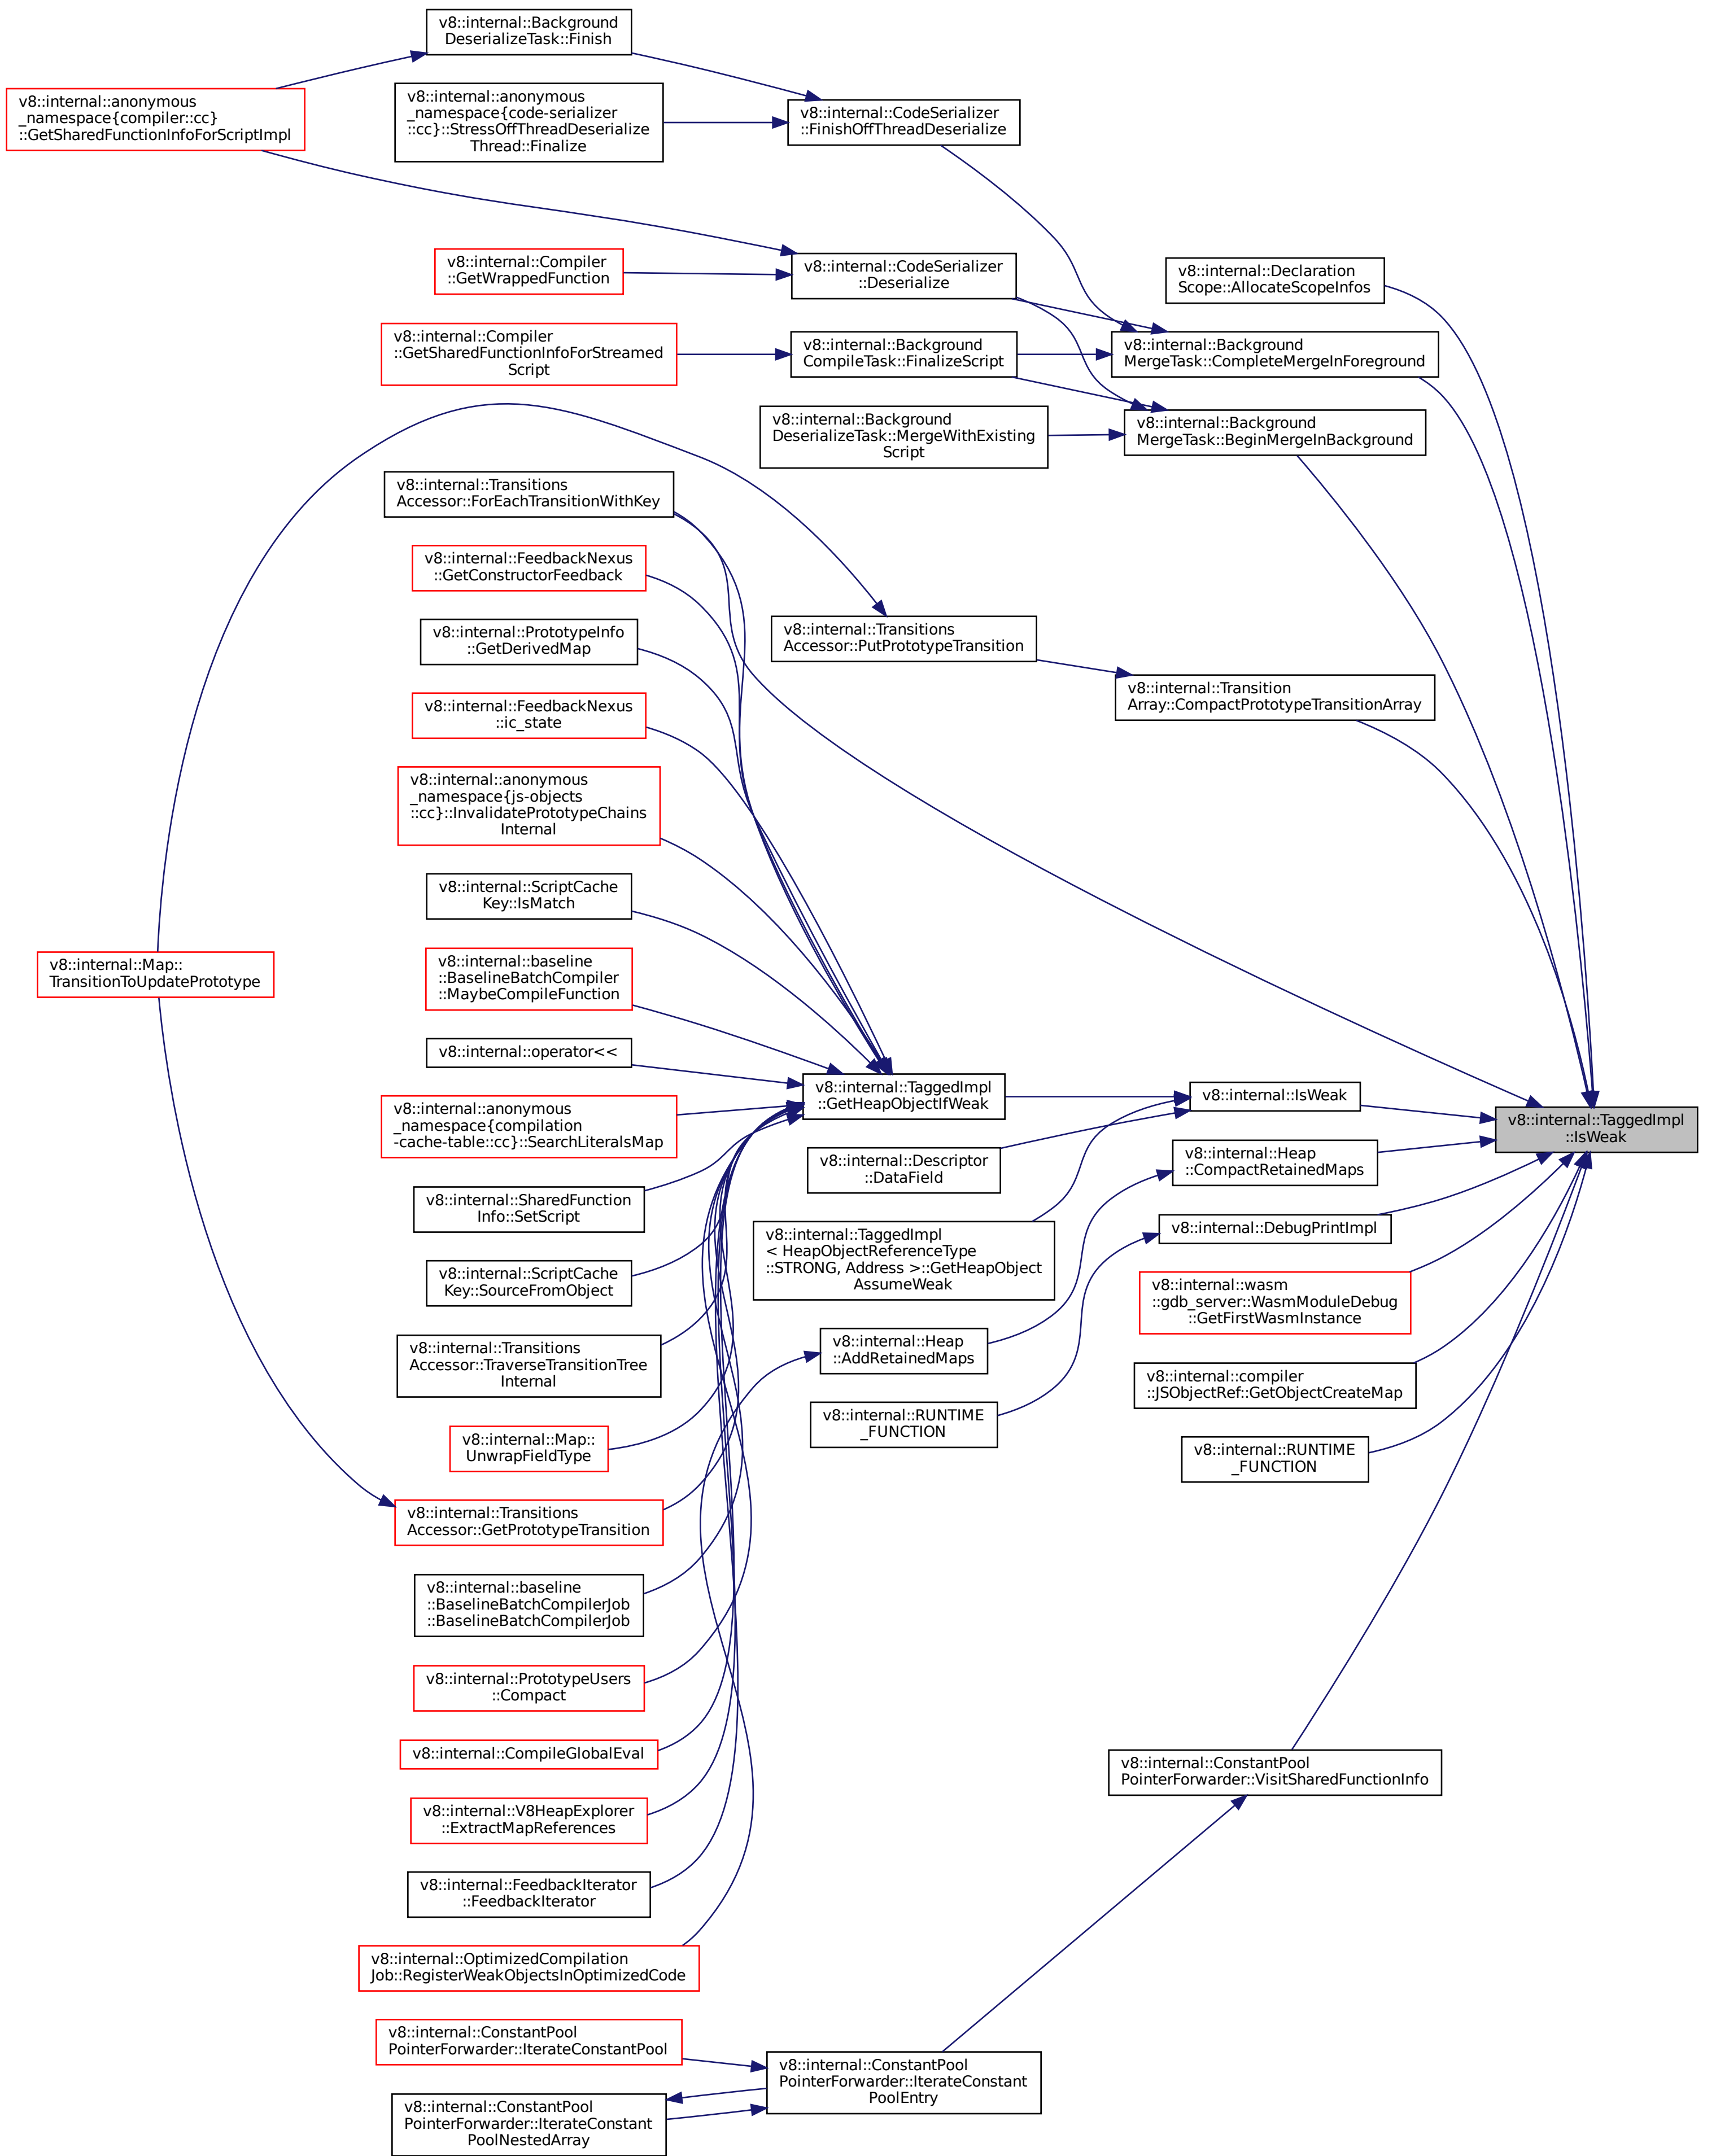 v8::internal::Background
DeserializeTask::Finish
v8::internal::anonymous
_namespace{compiler::cc}
::GetSharedFunctionInfoForScriptImpl
v8::internal::anonymous
_namespace{code-serializer
::cc}::StressOffThreadDeserialize
Thread::Finalize
v8::internal::CodeSerializer
::FinishOffThreadDeserialize
v8::internal::Compiler
::GetWrappedFunction
v8::internal::CodeSerializer
::Deserialize
v8::internal::Declaration
Scope::AllocateScopeInfos
v8::internal::Compiler
::GetSharedFunctionInfoForStreamed
Script
v8::internal::Background
CompileTask::FinalizeScript
v8::internal::Background
MergeTask::CompleteMergeInForeground
v8::internal::Background
DeserializeTask::MergeWithExisting
Script
v8::internal::Background
MergeTask::BeginMergeInBackground
v8::internal::Transitions
Accessor::ForEachTransitionWithKey
v8::internal::FeedbackNexus
::GetConstructorFeedback
v8::internal::PrototypeInfo
::GetDerivedMap
v8::internal::Transitions
Accessor::PutPrototypeTransition
v8::internal::Transition
Array::CompactPrototypeTransitionArray
v8::internal::FeedbackNexus
::ic_state
v8::internal::anonymous
_namespace{js-objects
::cc}::InvalidatePrototypeChains
Internal
v8::internal::ScriptCache
Key::IsMatch
v8::internal::Map::
TransitionToUpdatePrototype
v8::internal::baseline
::BaselineBatchCompiler
::MaybeCompileFunction
v8::internal::operator<<
v8::internal::TaggedImpl
::GetHeapObjectIfWeak
v8::internal::IsWeak
v8::internal::TaggedImpl
::IsWeak
v8::internal::anonymous
_namespace{compilation
-cache-table::cc}::SearchLiteralsMap
v8::internal::Descriptor
::DataField
v8::internal::Heap
::CompactRetainedMaps
v8::internal::SharedFunction
Info::SetScript
v8::internal::TaggedImpl
< HeapObjectReferenceType
::STRONG, Address >::GetHeapObject
AssumeWeak
v8::internal::DebugPrintImpl
v8::internal::ScriptCache
Key::SourceFromObject
v8::internal::wasm
::gdb_server::WasmModuleDebug
::GetFirstWasmInstance
v8::internal::Transitions
Accessor::TraverseTransitionTree
Internal
v8::internal::Heap
::AddRetainedMaps
v8::internal::compiler
::JSObjectRef::GetObjectCreateMap
v8::internal::RUNTIME
_FUNCTION
v8::internal::Map::
UnwrapFieldType
v8::internal::RUNTIME
_FUNCTION
v8::internal::Transitions
Accessor::GetPrototypeTransition
v8::internal::baseline
::BaselineBatchCompilerJob
::BaselineBatchCompilerJob
v8::internal::PrototypeUsers
::Compact
v8::internal::CompileGlobalEval
v8::internal::ConstantPool
PointerForwarder::VisitSharedFunctionInfo
v8::internal::V8HeapExplorer
::ExtractMapReferences
v8::internal::FeedbackIterator
::FeedbackIterator
v8::internal::OptimizedCompilation
Job::RegisterWeakObjectsInOptimizedCode
v8::internal::ConstantPool
PointerForwarder::IterateConstantPool
v8::internal::ConstantPool
PointerForwarder::IterateConstant
PoolEntry
v8::internal::ConstantPool
PointerForwarder::IterateConstant
PoolNestedArray